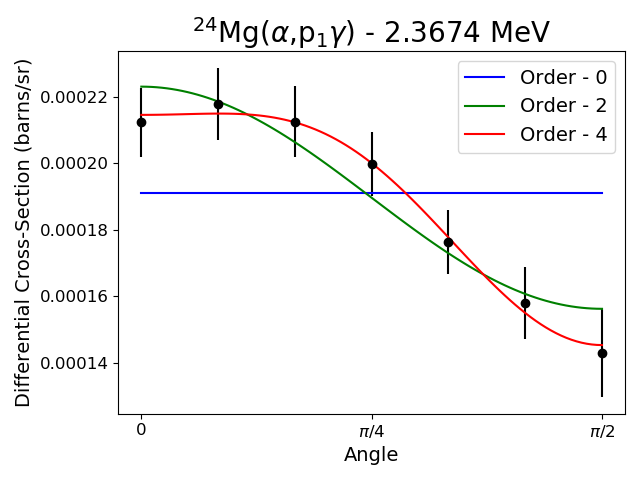 ²⁴Mg(α,p₁γ) - 2.3674 MeV
Differential Cross-Section (barns/sr)
0.00022
0.00020
0.00018
0.00016
0.00014
Order - 0
Order - 2
Order - 4
0
π/4
π/2
Angle